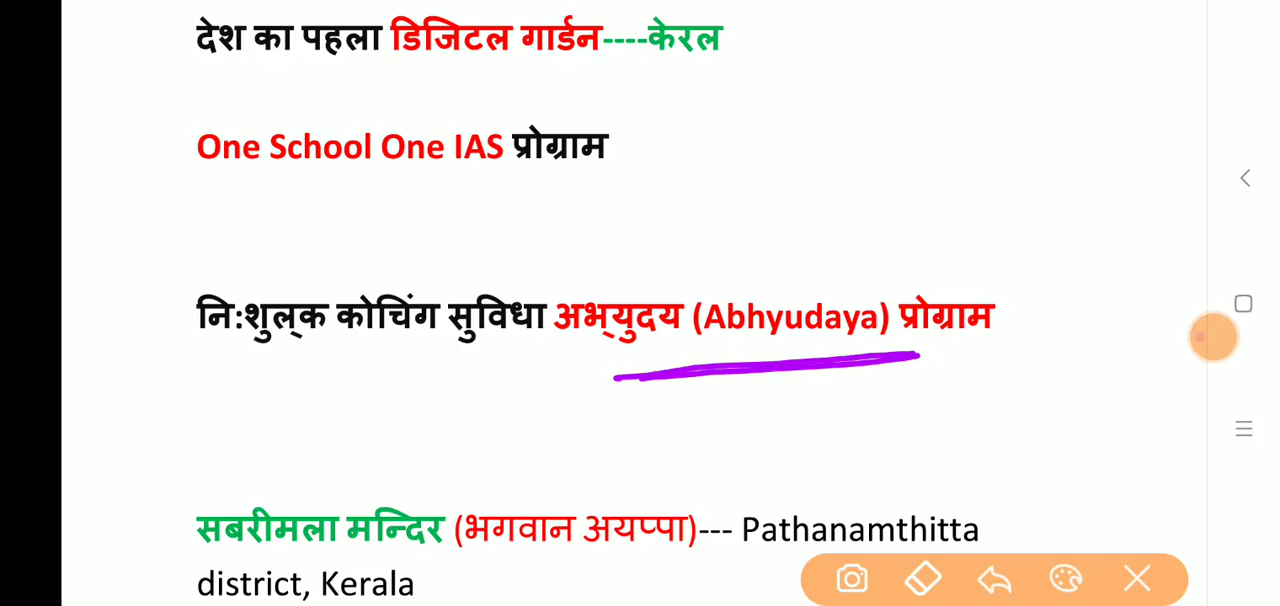 देश का पहला डिजिटल गार्डन----केरल
One School One IAS प्रोग्राम
नि:शुल्क कोचिंग सुविधा अभ्युदय (Abhyudaya) प्रोग्राम
सबरीमला मन्दिर (भगवान अयप्पा)--- Pathanamthitta
district, Kerala